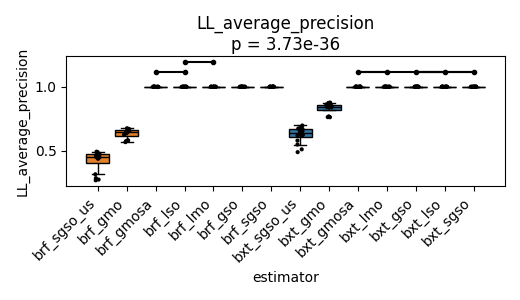 LL_average_precision
p = 3.73e-36
LL_average_precision
1.0
0.5
brf_sgso_us
brf_gmo
brf_gmosa
brf_lso
brf_lmo
brf_gso
brf_sgso
bxt_sgso_us
bxt_gmo
bxt_gmosa
bxt_lmo
bxt_gso
bxt_lso
bxt_sgso
estimator